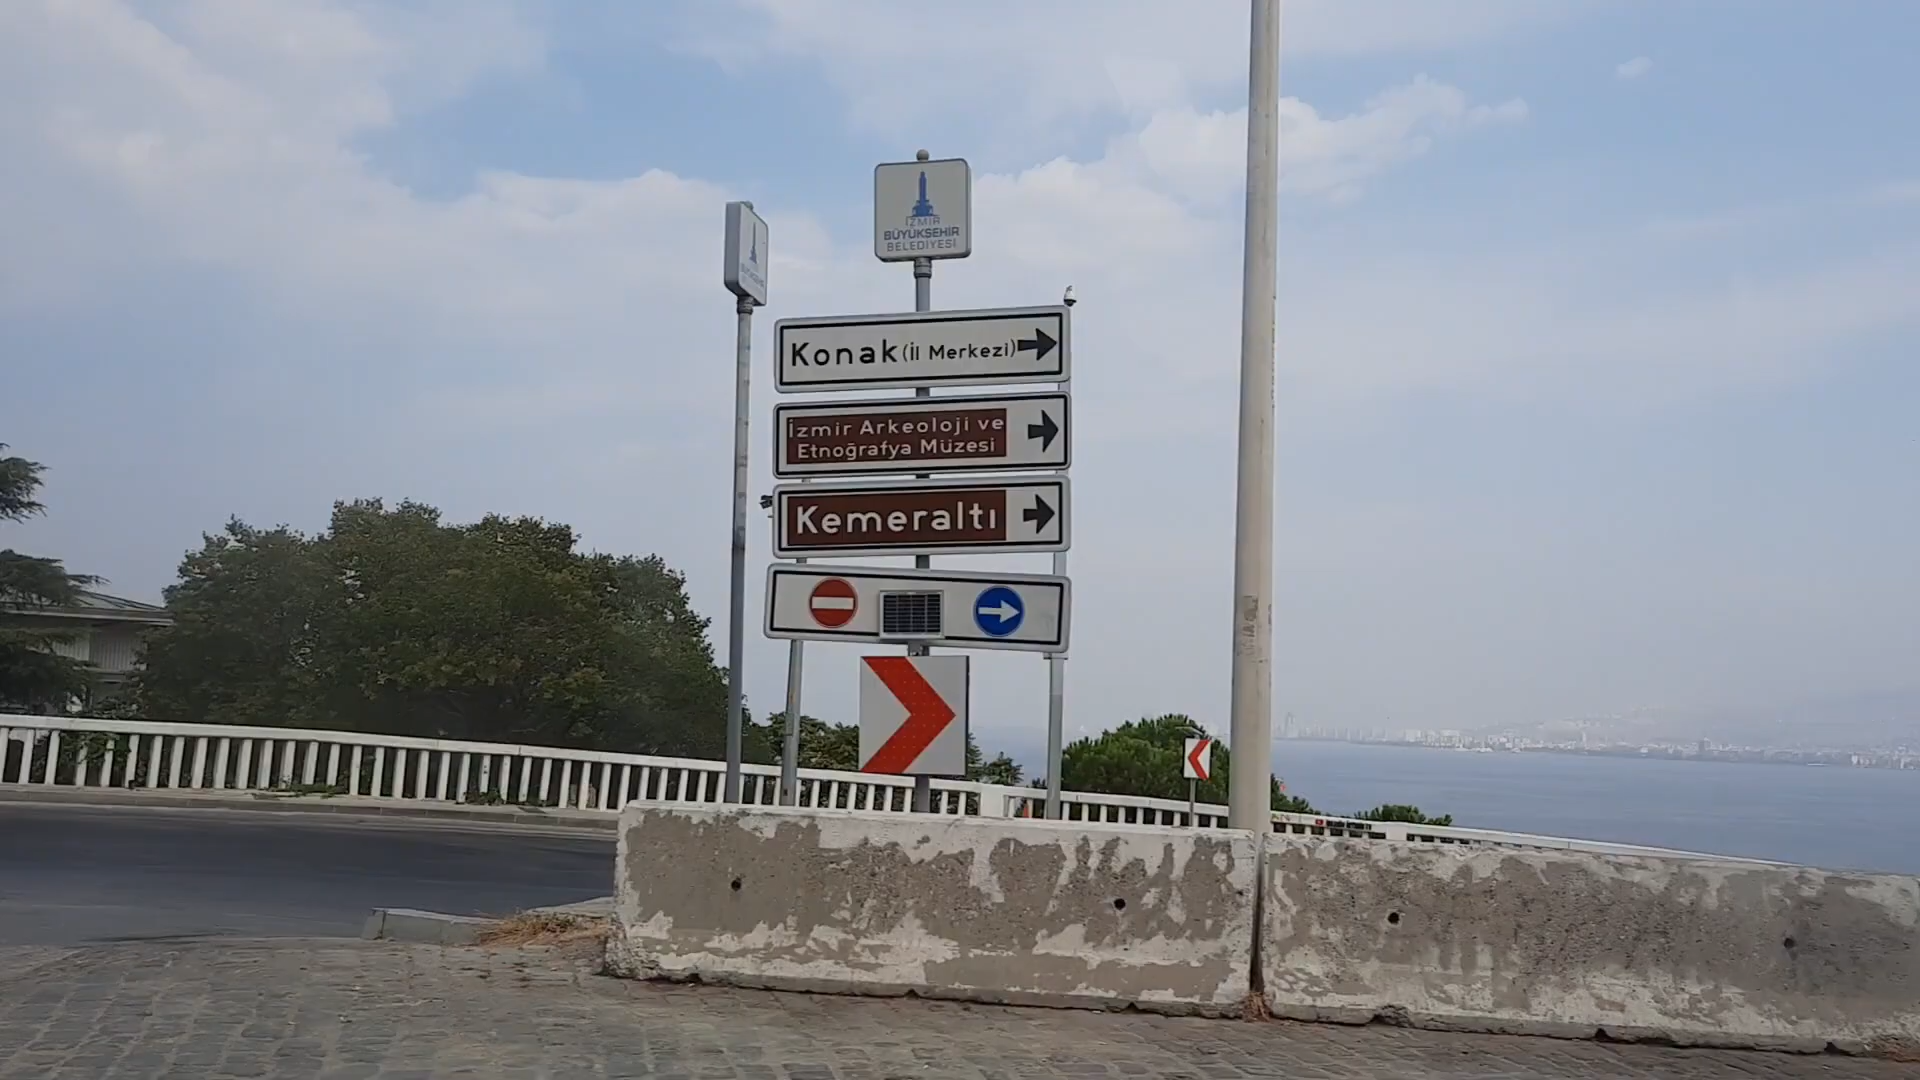 İZMİR
BÜYÜKŞEHİR
BELEDİYESİ
Konak (İl Merkezi)
İzmir Arkeoloji ve
Etnoğrafya Müzesi
Kemeraltı